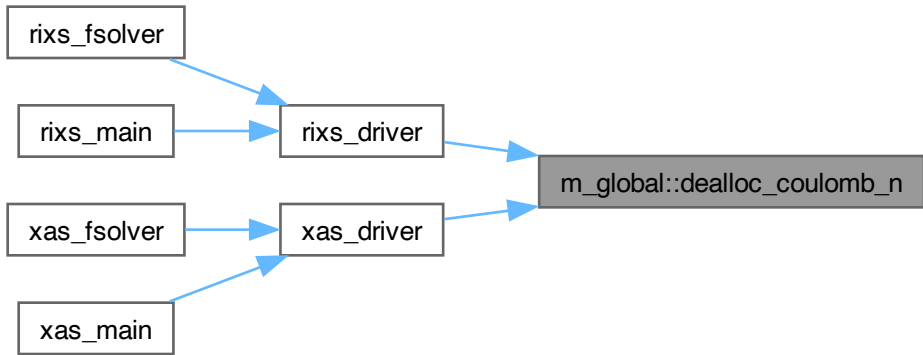 rixs_fsolver
rixs_main
rixs_driver
m_global::dealloc_coulomb_n
xas_fsolver
xas_driver
xas_main